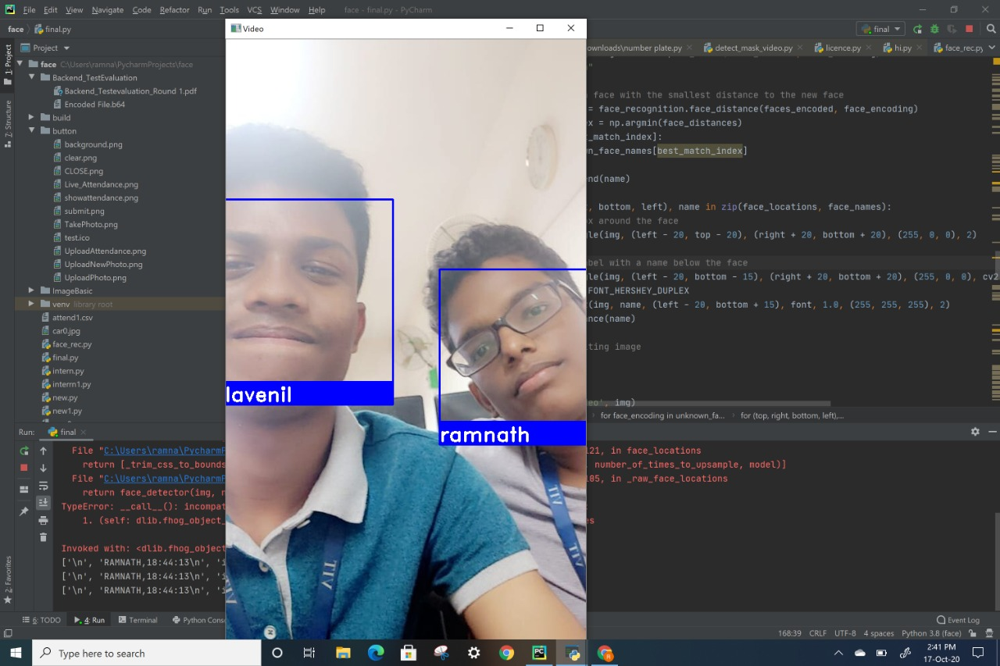 File Edit View Navigate Code Refactor Run Tools VCS Window Help face - final.py - PyCharm
face final.py
final
Video
1: Project
Z: Structure
2: Favorites
Project
face C:\Users\ramna\PycharmProjects\face
Backend_TestEvaluation
Backend_Testevaluation_Round 1.pdf
Encoded File.b64
build
button
background.png
clear.png
CLOSE.png
Live_Attendance.png
showattendance.png
submit.png
TakePhoto.png
test.ico
UploadAttendance.png
UploadNewPhoto.png
UploadPhoto.png
ImageBasic
venv library root
attend1.csv
car0.jpg
face_rec.py
final.py
intern.py
interrn1.py
new.py
new1.py
lavenil
ramnath
ownloads\number plate.py detect_mask_video.py licence.py hi.py face_rec.py
"
face with the smallest distance to the new face
= face_recognition.face_distance(faces_encoded, face_encoding)
x = np.argmin(face_distances)
t_match_index]:
n_face_names[best_match_index]
end(name)
, bottom, left), name in zip(face_locations, face_names):
x around the face
le(img, (left - 20, top - 20), (right + 20, bottom + 20), (255, 0, 0), 2)
abel with a name below the face
le(img, (left - 20, bottom - 15), (right + 20, bottom + 20), (255, 0, 0), cv2
FONT_HERSHEY_DUPLEX
(img, name, (left - 20, bottom + 15), font, 1.0, (255, 255, 255), 2)
ance(name)
ting image
eo', img)
for face_encoding in unknown_fa... for (top, right, bottom, left),...
Run: final
File "C:\Users\ramna\PycharmP 121, in face_locations
return [_trim_css_to_bounds , number_of_times_to_upsample, model)]
File "C:\Users\ramna\PycharmP 105, in _raw_face_locations
return face_detector(img, n
TypeError: __call__(): incompat
1. (self: dlib.fhog_object_ es
Invoked with: <dlib.fhog_object
['\n', 'RAMNATH,18:44:13\n', 'i
['\n', 'RAMNATH,18:44:13\n', 'i
['\n', 'RAMNATH,18:44:13\n', 'i
6: TODO 4: Run Terminal Python Cons Event Log
168:39 CRLF UTF-8 4 spaces Python 3.8 (face)
Type here to search
2:41 PM
17-Oct-20